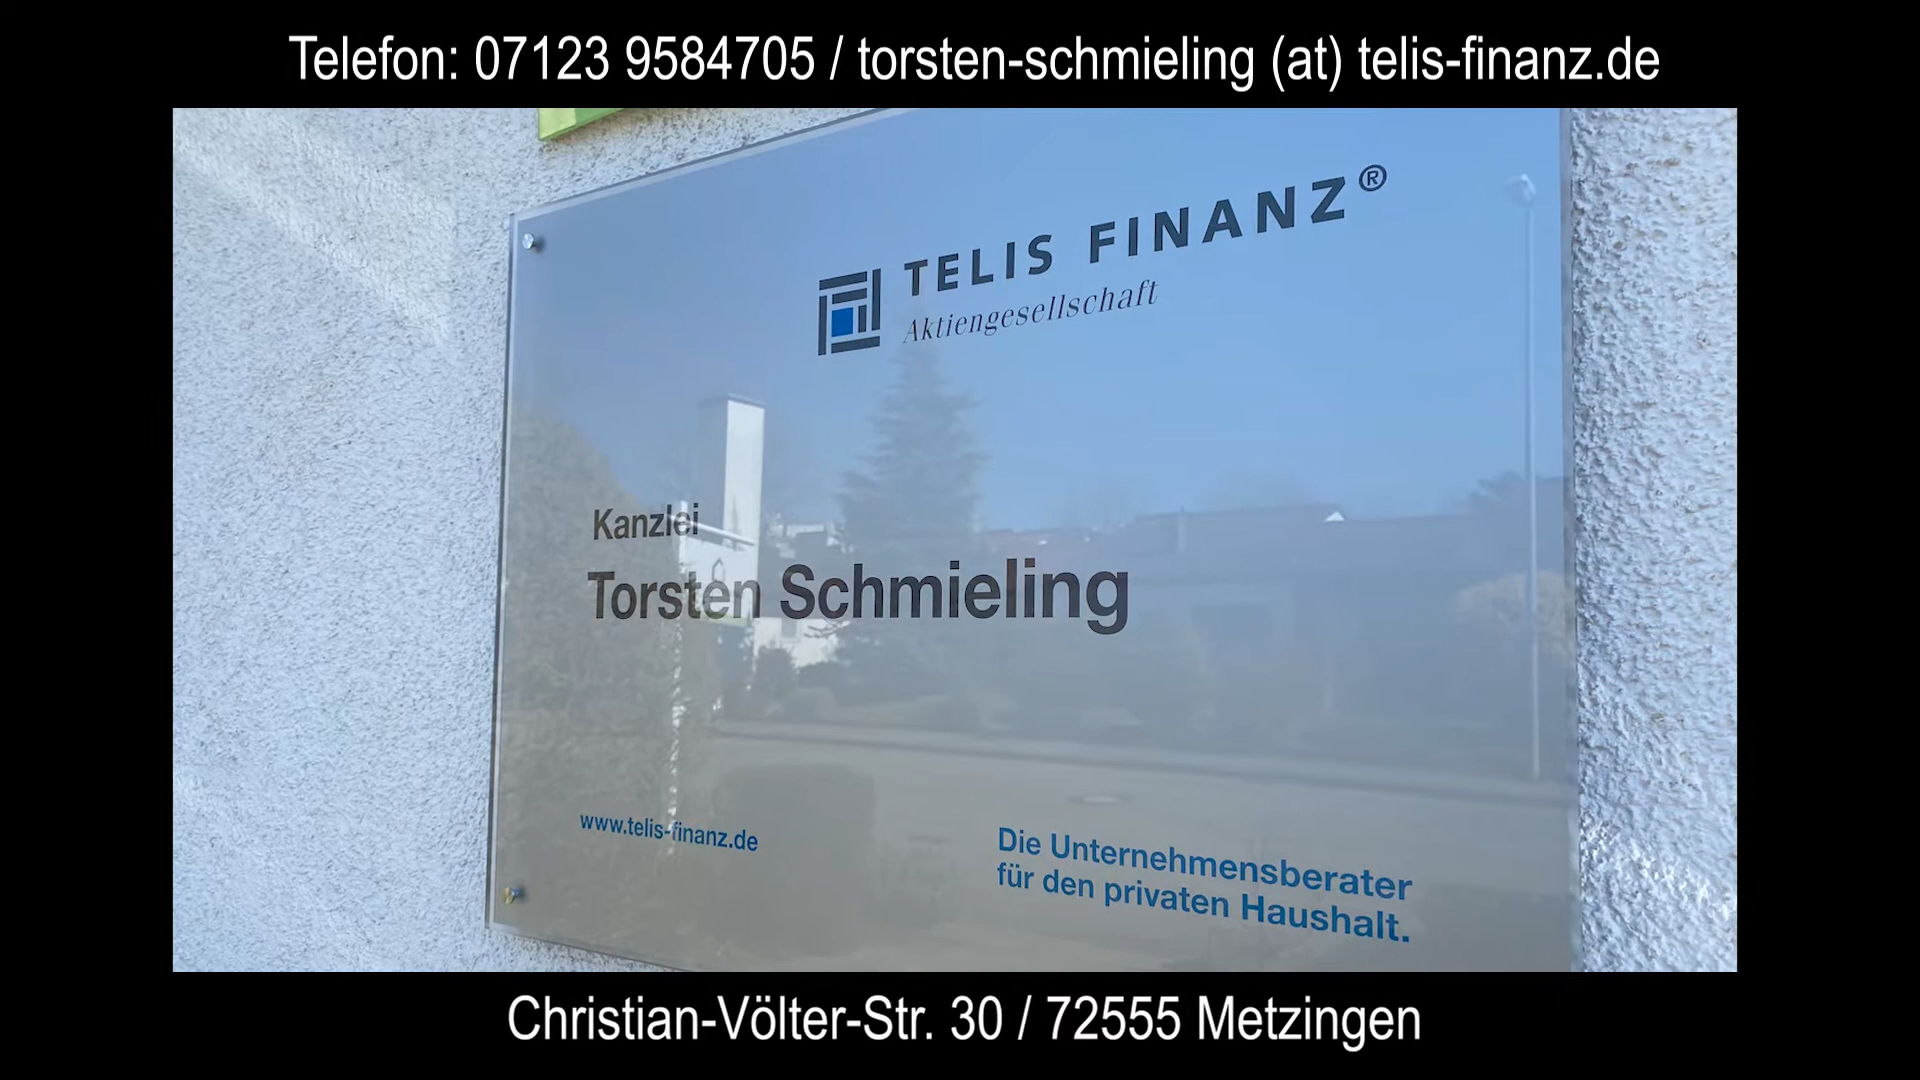 Telefon: 07123 9584705 / torsten-schmieling (at) telis-finanz.de
TELIS FINANZ®
Aktiengesellschaft
Kanzlei
Torsten Schmieling
www.telis-finanz.de
Die Unternehmensberater
für den privaten Haushalt.
Christian-Völter-Str. 30 / 72555 Metzingen